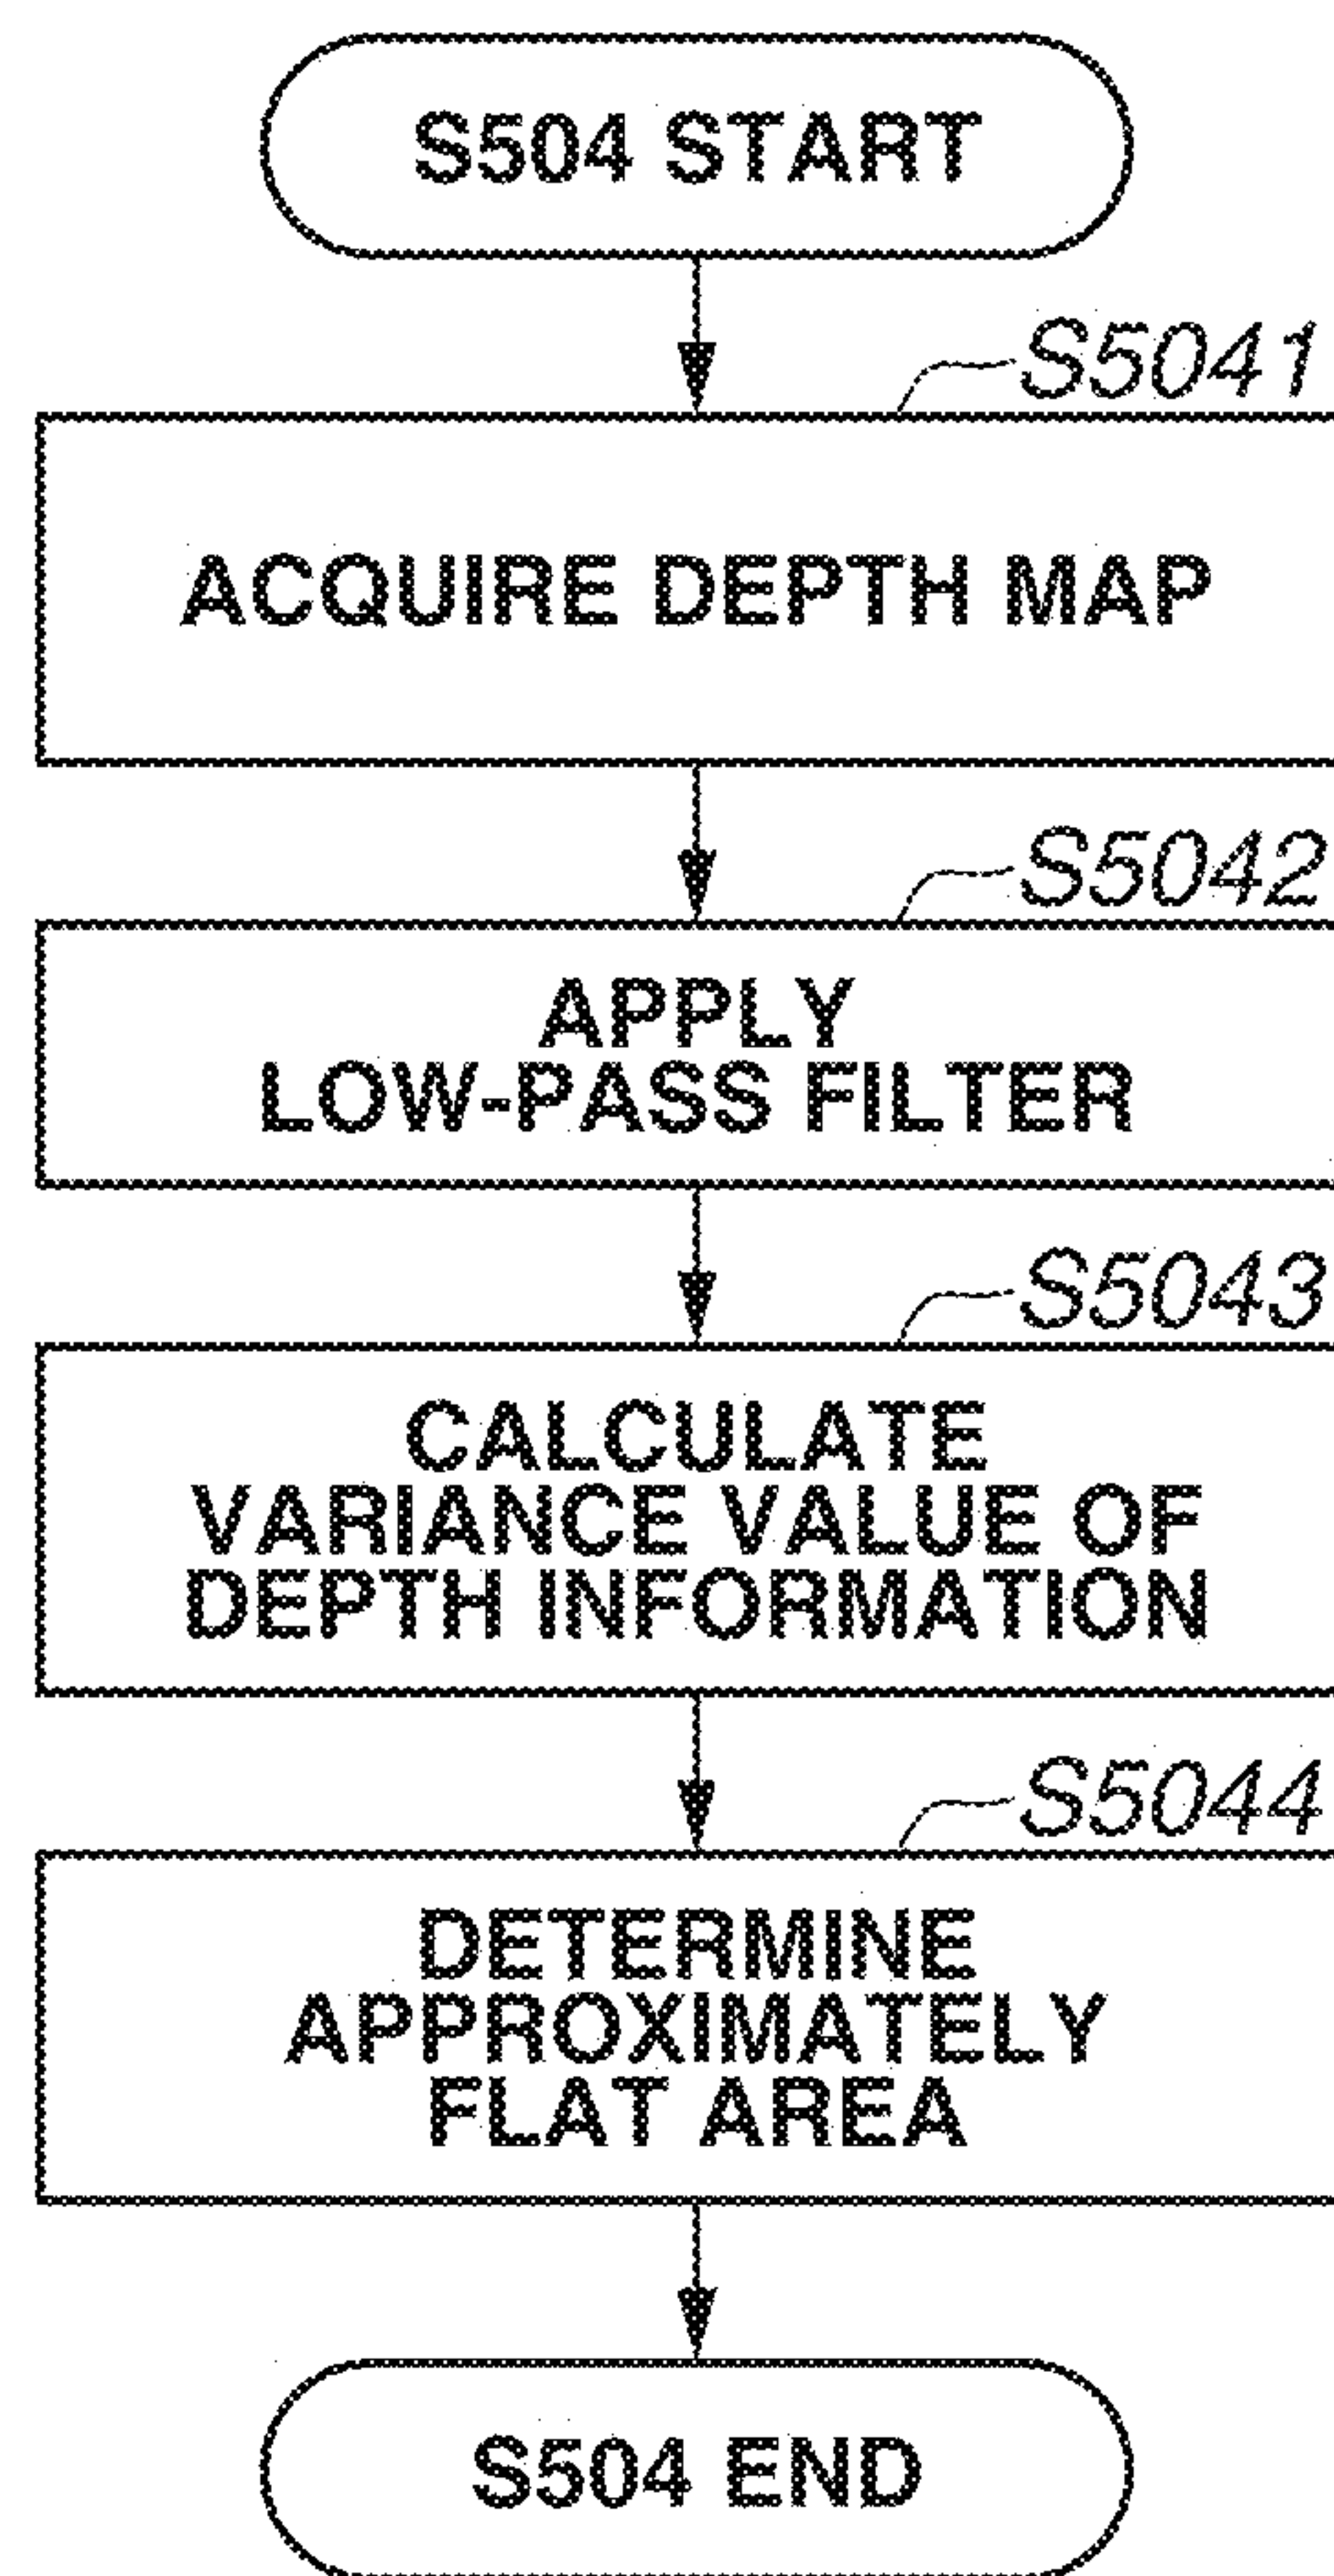 S504 START
S5041
ACQUIRE DEPTH MAP
S5042
APPLY
LOW-PASS FILTER
S5043
CALCULATE
VARIANCE VALUE OF
DEPTH INFORMATION
S5044
DETERMINE
APPROXIMATELY
FLAT AREA
S504 END